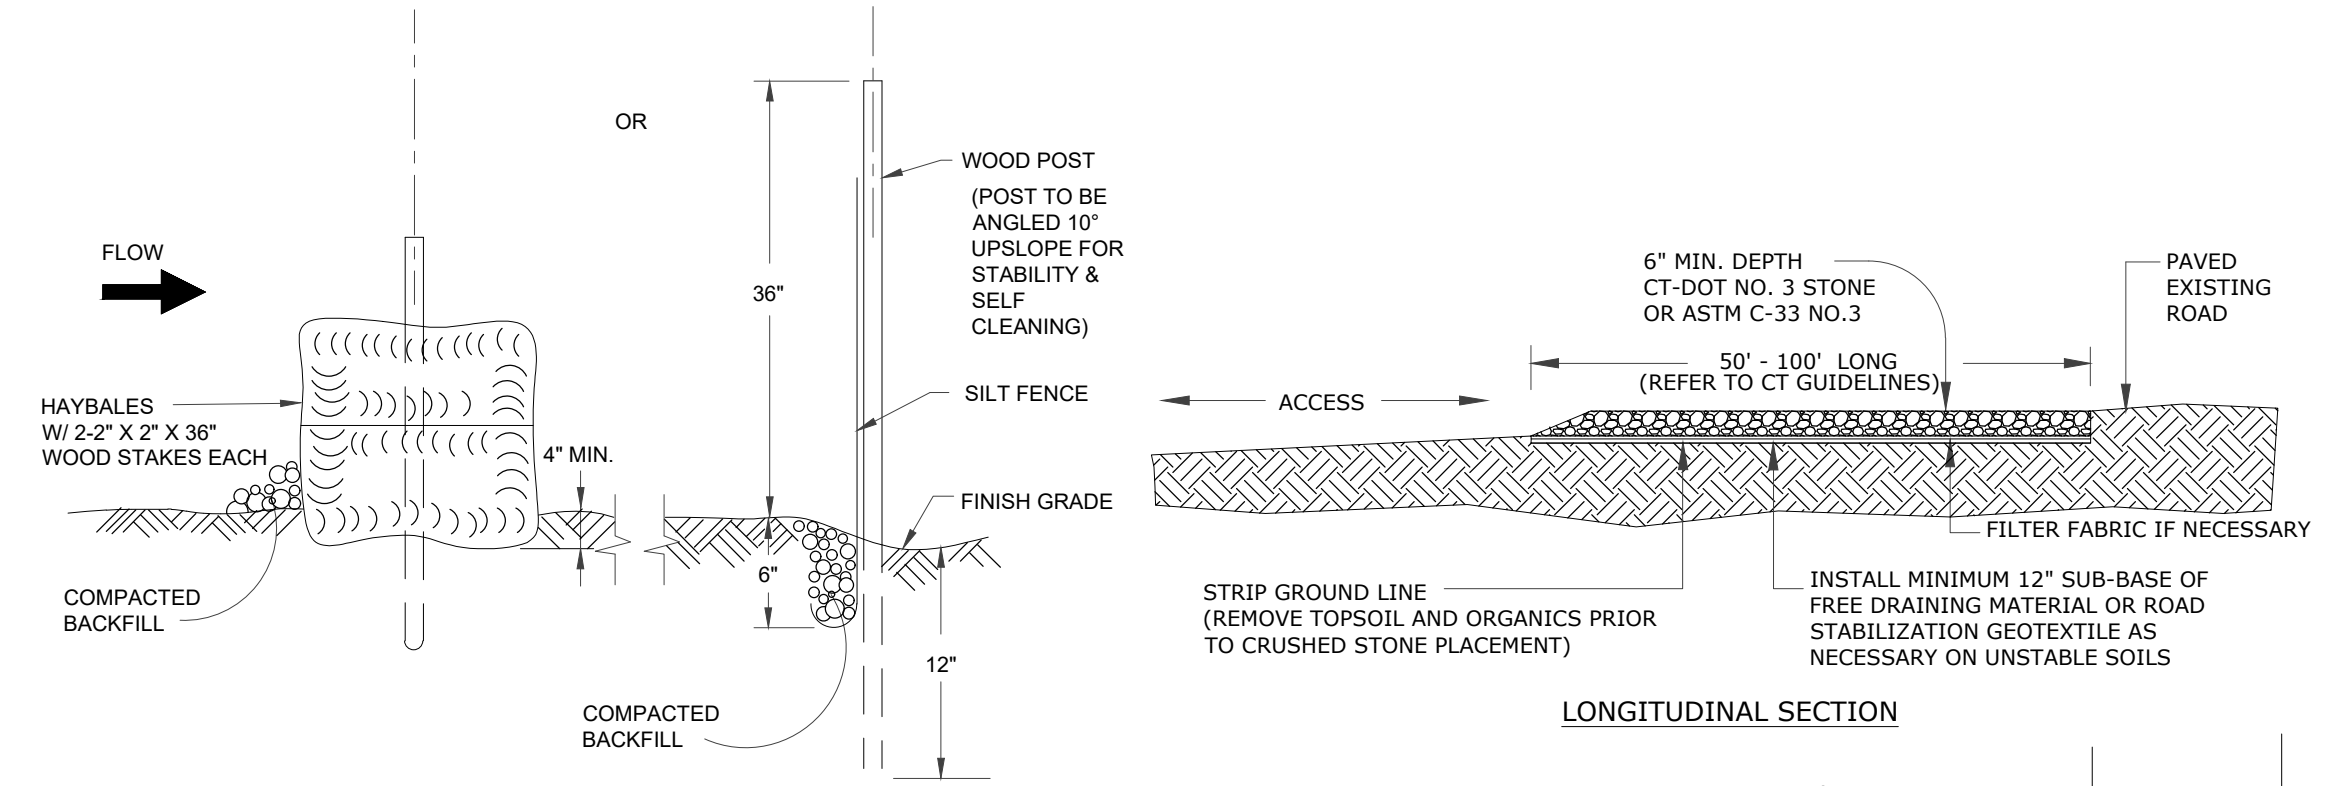 OR
WOOD POST
(POST TO BE
ANGLED 10°
UPSLOPE FOR
STABILITY &
SELF
CLEANING)
FLOW
36"
HAYBALES
W/ 2-2" X 2" X 36"
WOOD STAKES EACH
SILT FENCE
4" MIN.
FINISH GRADE
6"
COMPACTED
BACKFILL
12"
COMPACTED
BACKFILL
6" MIN. DEPTH
CT-DOT NO. 3 STONE
OR ASTM C-33 NO.3
PAVED
EXISTING
ROAD
50' - 100' LONG
(REFER TO CT GUIDELINES)
ACCESS
FILTER FABRIC IF NECESSARY
STRIP GROUND LINE
(REMOVE TOPSOIL AND ORGANICS PRIOR
TO CRUSHED STONE PLACEMENT)
INSTALL MINIMUM 12" SUB-BASE OF
FREE DRAINING MATERIAL OR ROAD
STABILIZATION GEOTEXTILE AS
NECESSARY ON UNSTABLE SOILS
LONGITUDINAL SECTION